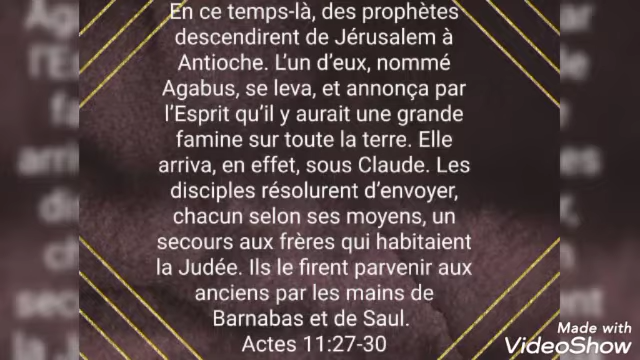 En ce temps-là, des prophètes
descendirent de Jérusalem à
Antioche. L'un d'eux, nommé
Agabus, se leva, et annonça par
l'Esprit qu'il y aurait une grande
famine sur toute la terre. Elle
arriva, en effet, sous Claude. Les
disciples résolurent d'envoyer,
chacun selon ses moyens, un
secours aux frères qui habitaient
la Judée. Ils le firent parvenir aux
anciens par les mains de
Barnabas et de Saul.
Actes 11:27-30
Made with
VideoShow